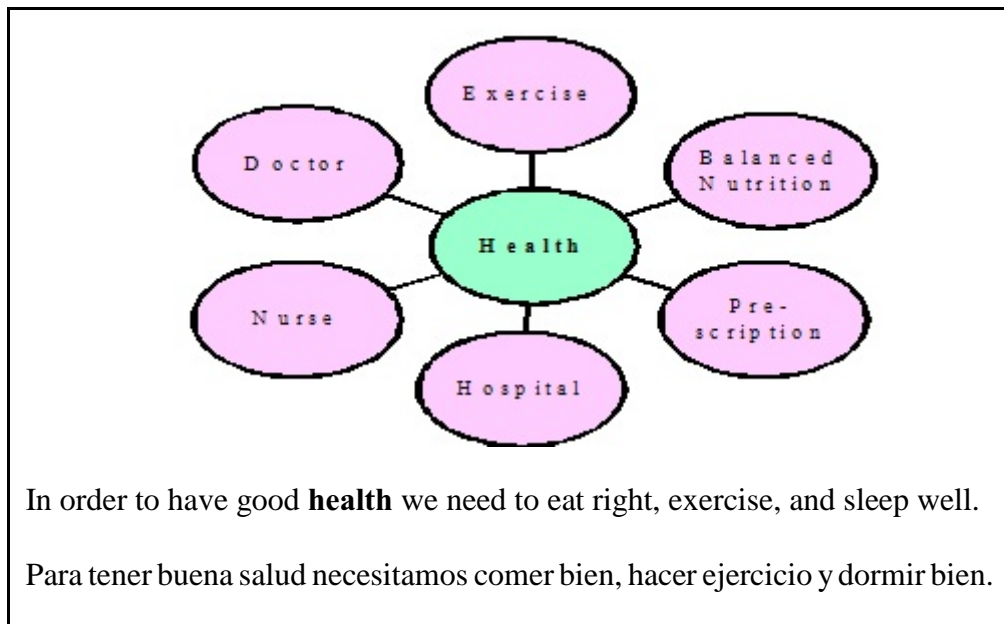 Exercise
Doctor
Balanced
Nutrition
Health
Nurse
Pre-
scription
Hospital
In order to have good health we need to eat right, exercise, and sleep well.
Para tener buena salud necesitamos comer bien, hacer ejercicio y dormir bien.